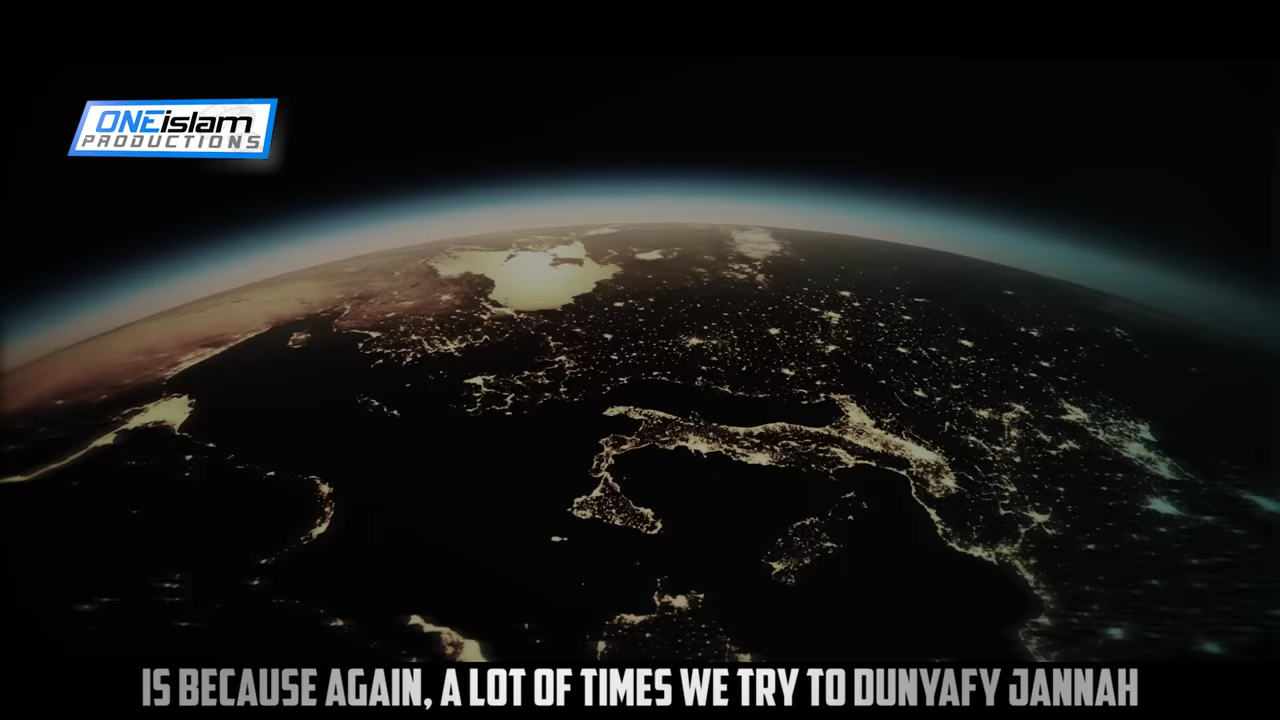 ONEislam
PRODUCTIONS
IS BECAUSE AGAIN, A LOT OF TIMES WE TRY TO DUNYAFY JANNAH